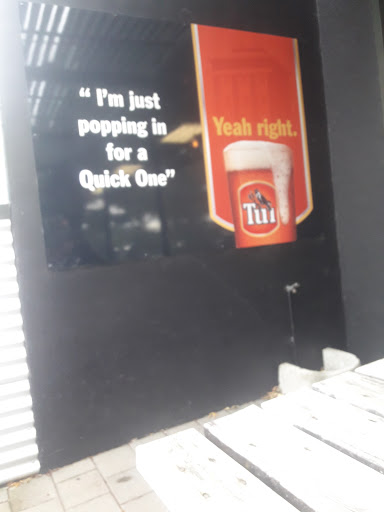 “ I'm just
popping in
for a
Quick One”
Yeah right.
Tui